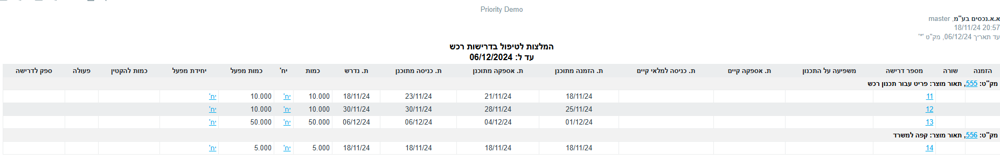 Priority Demo
א.א.נכסים בע"מ, master
18/11/24 20:57
עד תאריך 06/12/24, מק"ט '*'
המלצות לטיפול בדרישות רכש
עד ל: 06/12/2024
הזמנה שורה מספר דרישה משפיעה על התכנון ת. אספקה קיים ת. כניסה למלאי קיים ת. הזמנה מתוכנן ת. אספקה מתוכנן ת. כניסה מתוכנן ת. נדרש כמות יח' כמות מפעל יחידת מפעל כמות להקטין פעולה ספק לדרישה
מק"ט: 555, תאור מוצר: פריט עבור תכנון רכש
11 18/11/24 21/11/24 23/11/24 18/11/24 10.000 יח' 10.000 יח'
12 25/11/24 28/11/24 30/11/24 30/11/24 10.000 יח' 10.000 יח'
13 01/12/24 04/12/24 06/12/24 06/12/24 50.000 יח' 50.000 יח'
מק"ט: 556, תאור מוצר: קפה למשרד
14 18/11/24 18/11/24 18/11/24 18/11/24 5.000 יח' 5.000 יח'